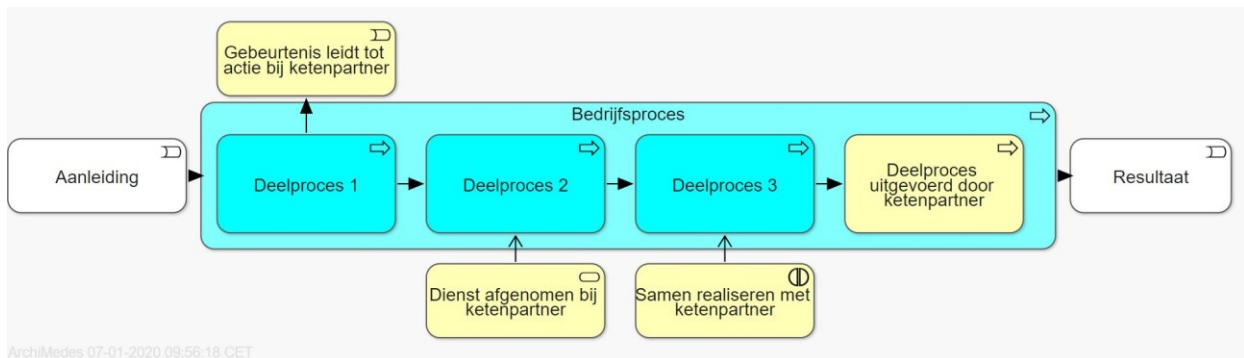 Gebeurtenis leidt tot
actie bij ketenpartner
Bedrijfsproces
Aanleiding
Deelproces 1
Deelproces 2
Deelproces 3
Deelproces
uitgevoerd door
ketenpartner
Resultaat
Dienst afgenomen bij
ketenpartner
Samen realiseren met
ketenpartner
ArchiMedes 07-01-2020 09:56:18 CET